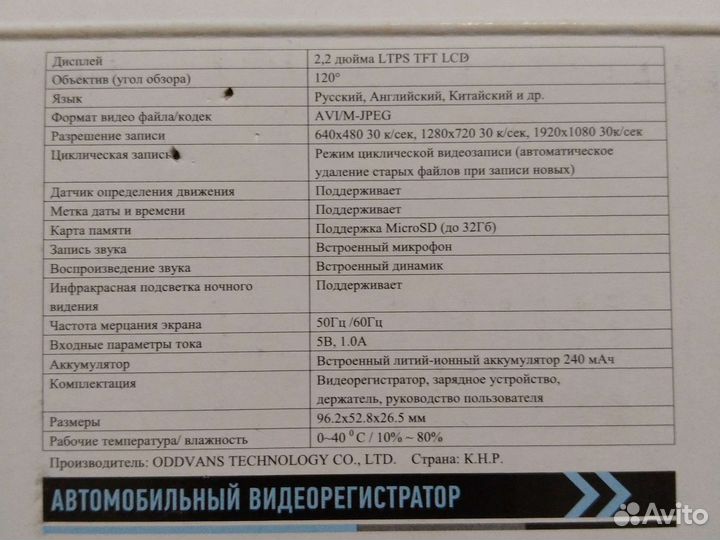 Дисплей 2,2 дюйма LTPS TFT LCD
Объектив (угол обзора) 120°
Язык Русский, Английский, Китайский и др.
Формат видео файла/кодек AVI/M-JPEG
Разрешение записи 640x480 30 к/сек, 1280x720 30 к/сек, 1920x1080 30к/сек
Циклическая запись Режим циклической видеозаписи (автоматическое
удаление старых файлов при записи новых)
Датчик определения движения Поддерживает
Метка даты и времени Поддерживает
Карта памяти Поддержка MicroSD (до 32Гб)
Запись звука Встроенный микрофон
Воспроизведение звука Встроенный динамик
Инфракрасная подсветка ночного Поддерживает
видения
Частота мерцания экрана 50Гц /60Гц
Входные параметры тока 5В, 1.0А
Аккумулятор Встроенный литий-ионный аккумулятор 240 мАч
Комплектация Видеорегистратор, зарядное устройство,
держатель, руководство пользователя
Размеры 96.2x52.8x26.5 мм
Рабочие температура/ влажность 0~40 ⁰C / 10% ~ 80%
Производитель: ODDVANS TECHNOLOGY CO., LTD. Страна: К.Н.Р.
АВТОМОБИЛЬНЫЙ ВИДЕОРЕГИСТРАТОР
Avito